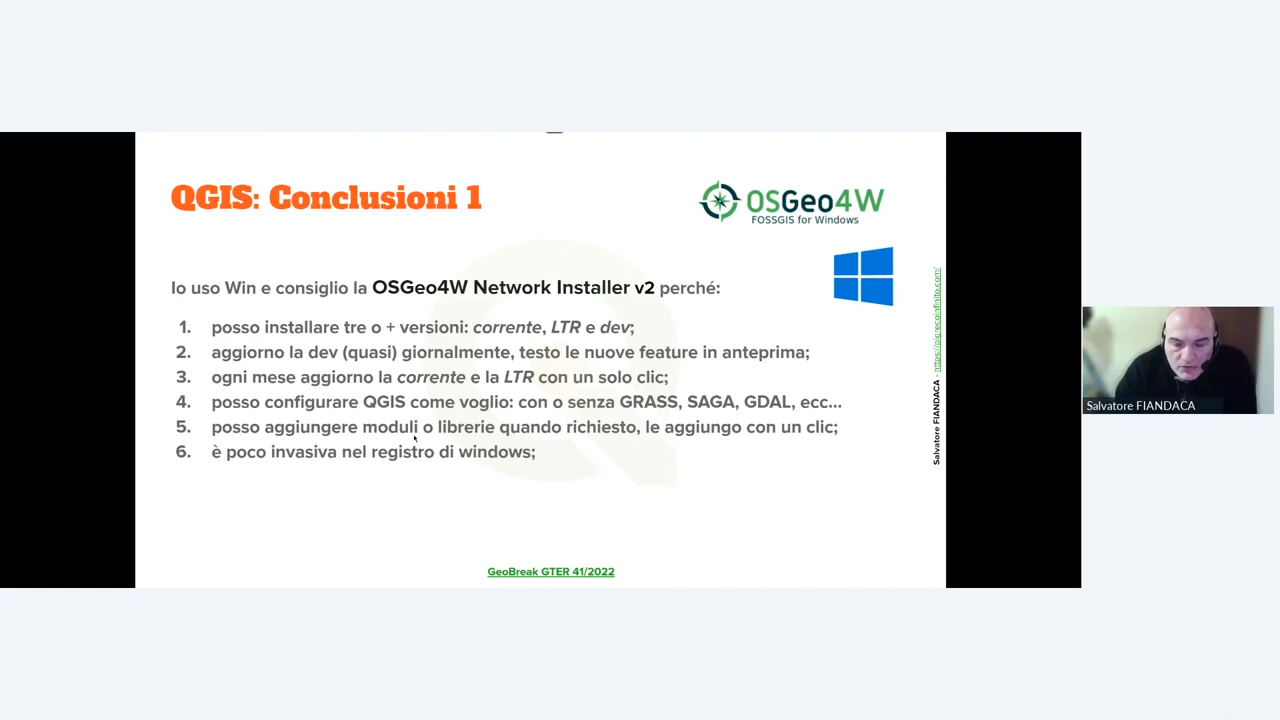 QGIS: Conclusioni 1
OSGeo4W
FOSSGIS for Windows
Io uso Win e consiglio la OSGeo4W Network Installer v2 perché:
1. posso installare tre o + versioni: corrente, LTR e dev;
2. aggiorno la dev (quasi) giornalmente, testo le nuove feature in anteprima;
3. ogni mese aggiorno la corrente e la LTR con un solo clic;
4. posso configurare QGIS come voglio: con o senza GRASS, SAGA, GDAL, ecc...
5. posso aggiungere moduli o librerie quando richiesto, le aggiungo con un clic;
6. è poco invasiva nel registro di windows;
Salvatore FIANDACA - https://pigrecoinfinito.com/
GeoBreak GTER 41/2022
Salvatore FIANDACA